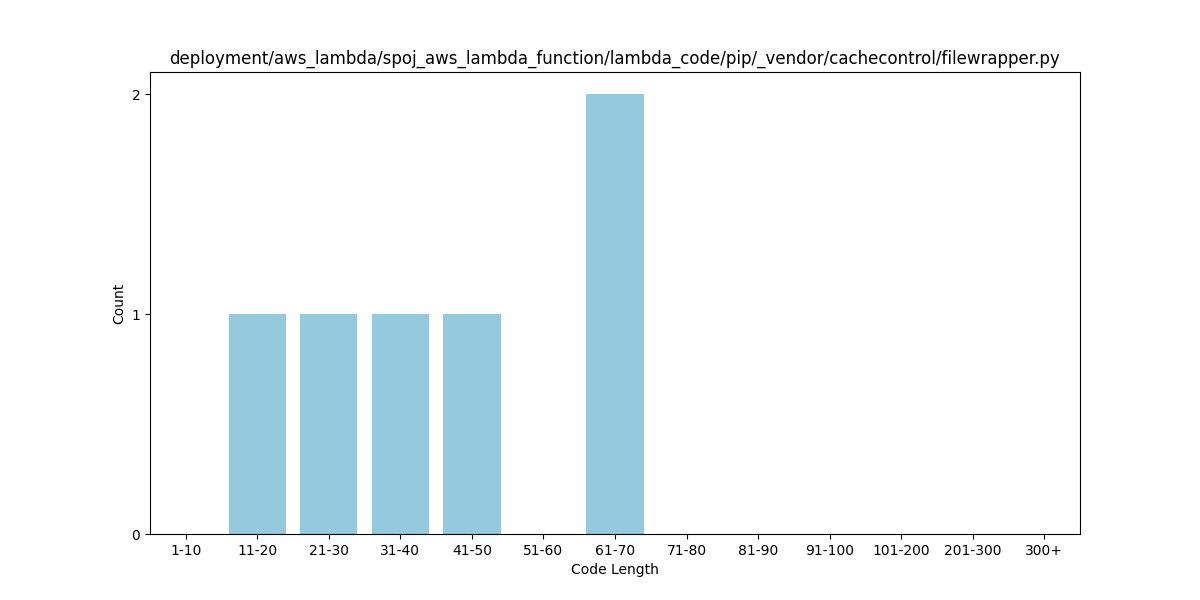 deployment/aws_lambda/spoj_aws_lambda_function/lambda_code/pip/_vendor/cachecontrol/filewrapper.py
2
1
0
Count
1-10 11-20 21-30 31-40 41-50 51-60 61-70 71-80 81-90 91-100 101-200 201-300 300+
Code Length